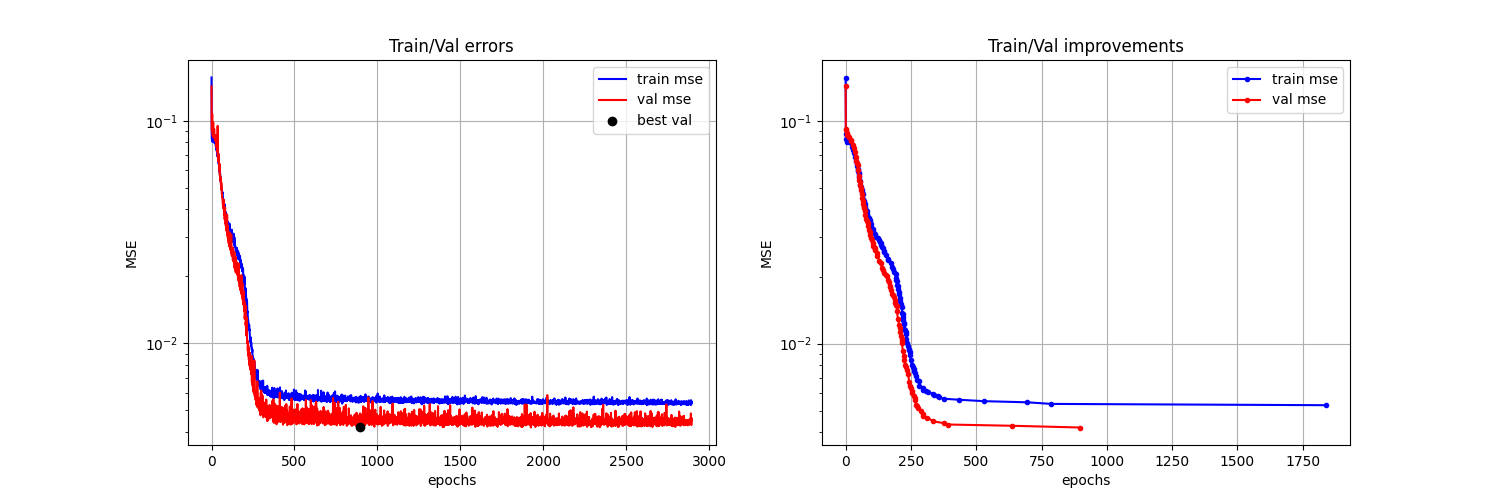 Train/Val errors
train mse
val mse
best val
10⁻¹
10⁻²
MSE
0 500 1000 1500 2000 2500 3000
epochs
Train/Val improvements
train mse
val mse
10⁻¹
10⁻²
MSE
0 250 500 750 1000 1250 1500 1750
epochs